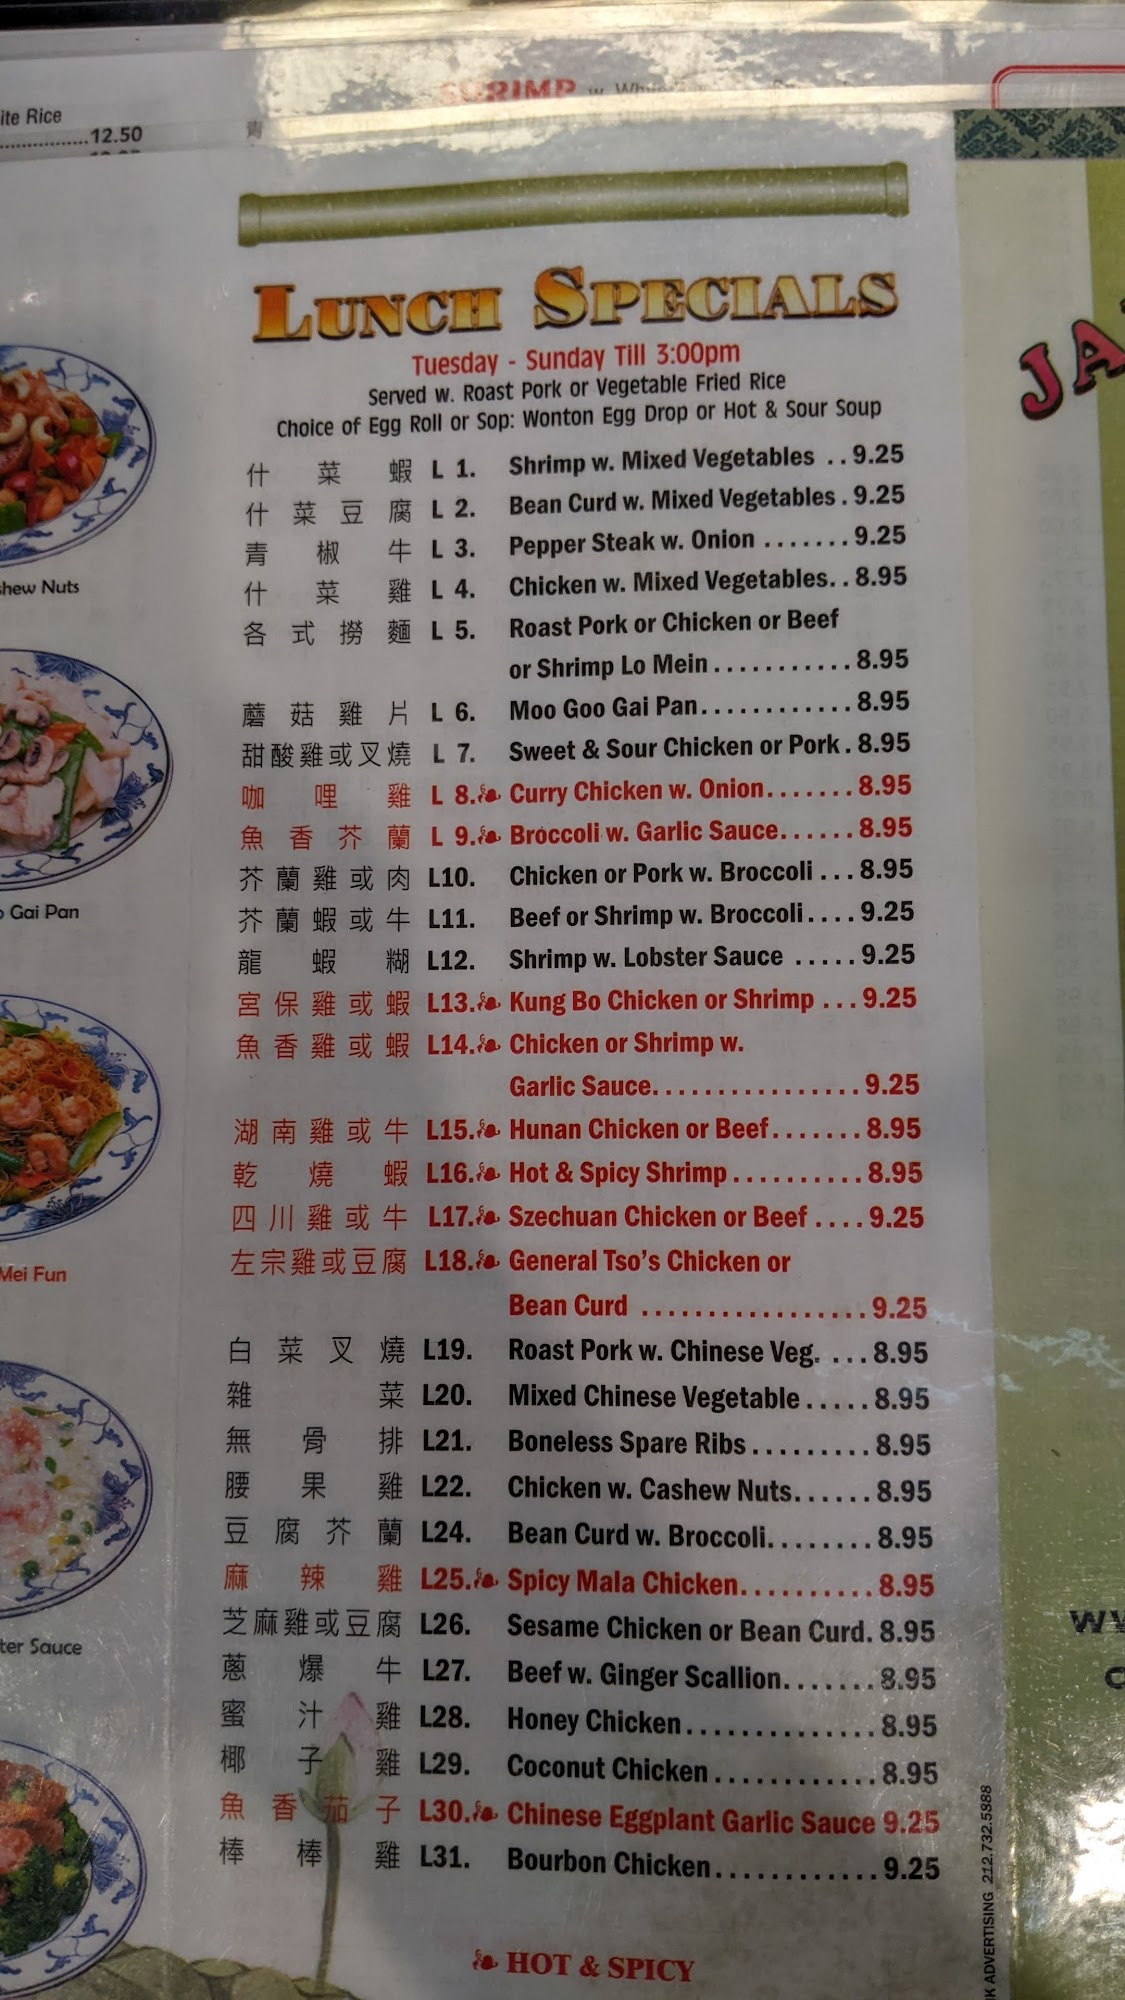 ite Rice
..................12.50
SHRIMP w. Whi
青
LUNCH SPECIALS
Tuesday - Sunday Till 3:00pm
Served w. Roast Pork or Vegetable Fried Rice
Choice of Egg Roll or Sop: Wonton Egg Drop or Hot & Sour Soup
什菜蝦 L 1. Shrimp w. Mixed Vegetables ..9.25
什菜豆腐 L 2. Bean Curd w. Mixed Vegetables.9.25
青椒牛 L 3. Pepper Steak w. Onion .......9.25
什菜雞 L 4. Chicken w. Mixed Vegetables..8.95
各式撈麵 L 5. Roast Pork or Chicken or Beef
or Shrimp Lo Mein...........8.95
蘑菇雞片 L 6. Moo Goo Gai Pan............8.95
甜酸雞或叉燒 L 7. Sweet & Sour Chicken or Pork.8.95
咖哩雞 L 8. Curry Chicken w. Onion.......8.95
魚香芥蘭 L 9. Broccoli w. Garlic Sauce......8.95
芥蘭雞或肉 L10. Chicken or Pork w. Broccoli ...8.95
芥蘭蝦或牛 L11. Beef or Shrimp w. Broccoli....9.25
龍蝦糊 L12. Shrimp w. Lobster Sauce .....9.25
宮保雞或蝦 L13. Kung Bo Chicken or Shrimp ...9.25
魚香雞或蝦 L14. Chicken or Shrimp w.
Garlic Sauce................9.25
湖南雞或牛 L15. Hunan Chicken or Beef.......8.95
乾燒蝦 L16. Hot & Spicy Shrimp..........8.95
四川雞或牛 L17. Szechuan Chicken or Beef ....9.25
左宗雞或豆腐 L18. General Tso's Chicken or
Bean Curd ..................9.25
白菜叉燒 L19. Roast Pork w. Chinese Veg. ...8.95
雜菜 L20. Mixed Chinese Vegetable.....8.95
無骨排 L21. Boneless Spare Ribs..........8.95
腰果雞 L22. Chicken w. Cashew Nuts......8.95
豆腐芥蘭 L24. Bean Curd w. Broccoli........8.95
麻辣雞 L25. Spicy Mala Chicken..........8.95
芝麻雞或豆腐 L26. Sesame Chicken or Bean Curd.8.95
蔥爆牛 L27. Beef w. Ginger Scallion.......8.95
蜜汁雞 L28. Honey Chicken..............8.95
椰子雞 L29. Coconut Chicken............8.95
魚香茄子 L30. Chinese Eggplant Garlic Sauce 9.25
棒棒雞 L31. Bourbon Chicken............9.25
HOT & SPICY
shew Nuts
Gai Pan
Mei Fun
ter Sauce
JA
K ADVERTISING 212.732.5888